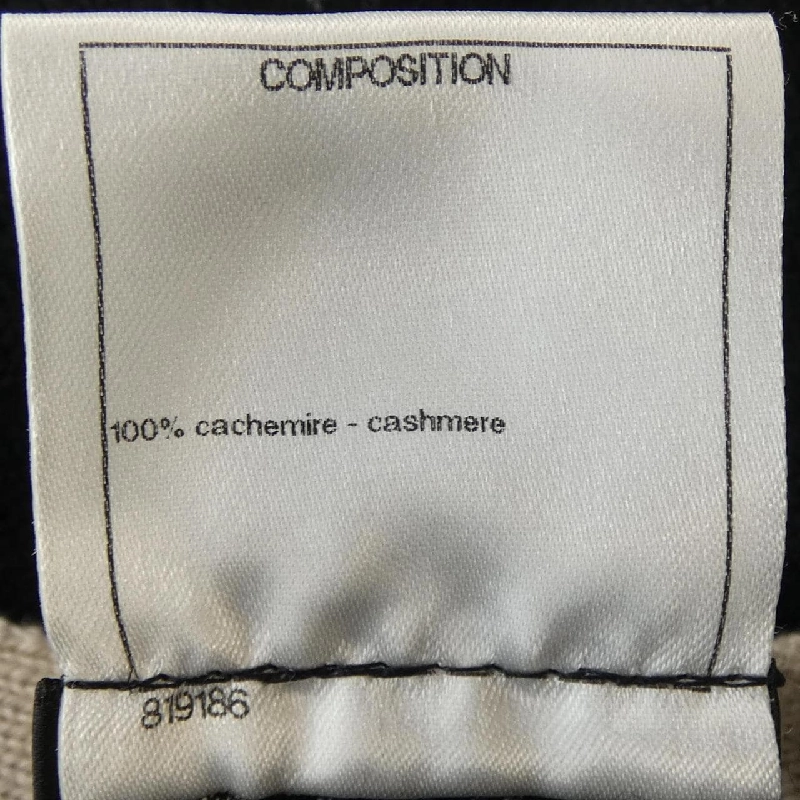 COMPOSITION
100% cachemire - cashmere
819186